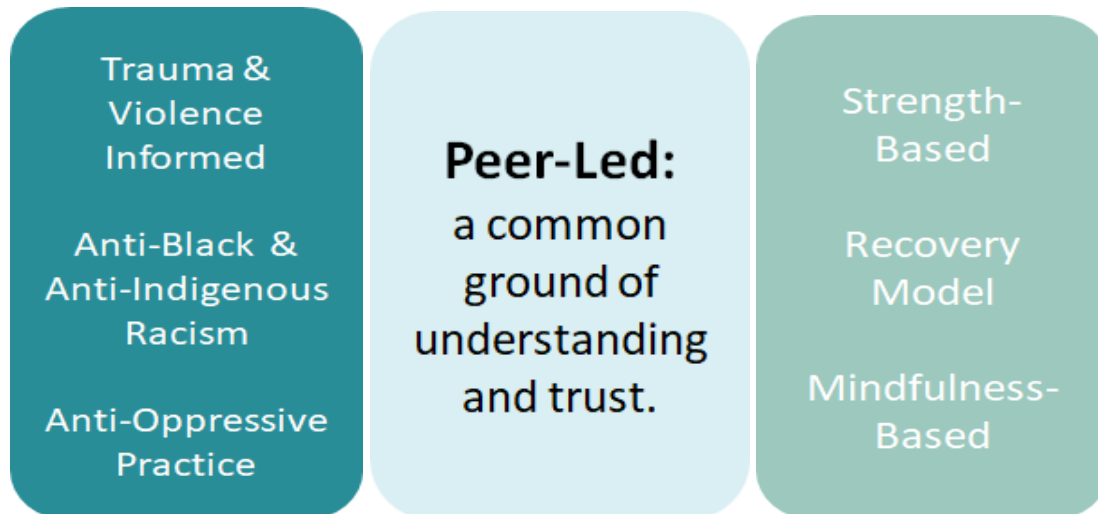 Trauma &
Violence
Informed
Anti-Black &
Anti-Indigenous
Racism
Anti-Oppressive
Practice
Peer-Led:
a common
ground of
understanding
and trust.
Strength-
Based
Recovery
Model
Mindfulness-
Based